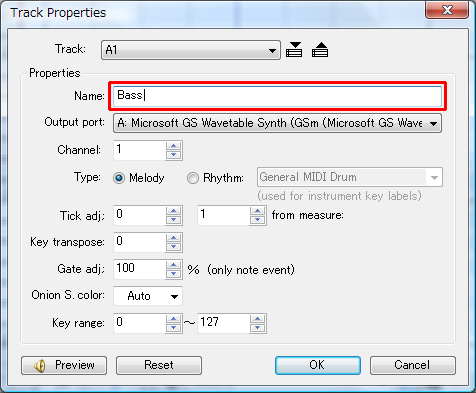 Track Properties
Track: A1
Properties
Name: Bass
Output port: A: Microsoft GS Wavetable Synth (GSm (Microsoft GS Wave
Channel: 1
Type: Melody Rhythm: General MIDI Drum
(used for instrument key labels)
Tick adj.: 0 1 from measure:
Key transpose: 0
Gate adj.: 100 % (only note event)
Onion S. color: Auto
Key range: 0 ~ 127
Preview Reset OK Cancel